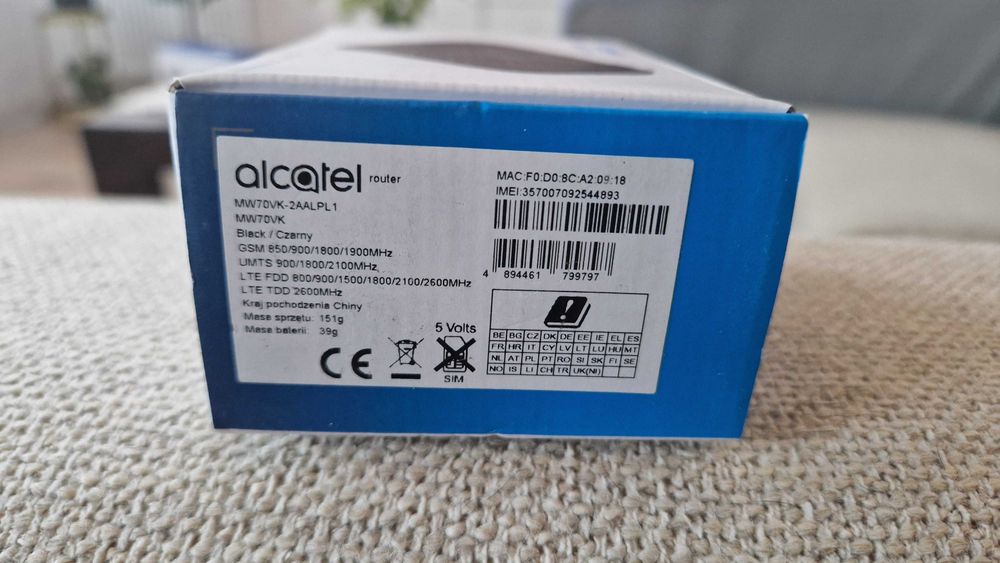 alcatel router
MW70VK-2AALPL1
MW70VK
Black / Czarny
GSM 850/900/1800/1900MHz
UMTS 900/1800/2100MHz
LTE FDD 800/900/1500/1800/2100/2600MHz
LTE TDD 2600MHz
Kraj pochodzenia Chiny
Masa sprzętu: 151g
Masa baterii: 39g
CE
5 Volts
SIM
MAC:F0:D0:8C:A2:09:18
IMEI:357007092544893
4 894461 799797
BE BG CZ DK DE EE IE EL ES
FR HR IT CY LV LT LU HU MT
NL AT PL PT RO SI SK FI SE
NO IS LI CH TR UK(NI)